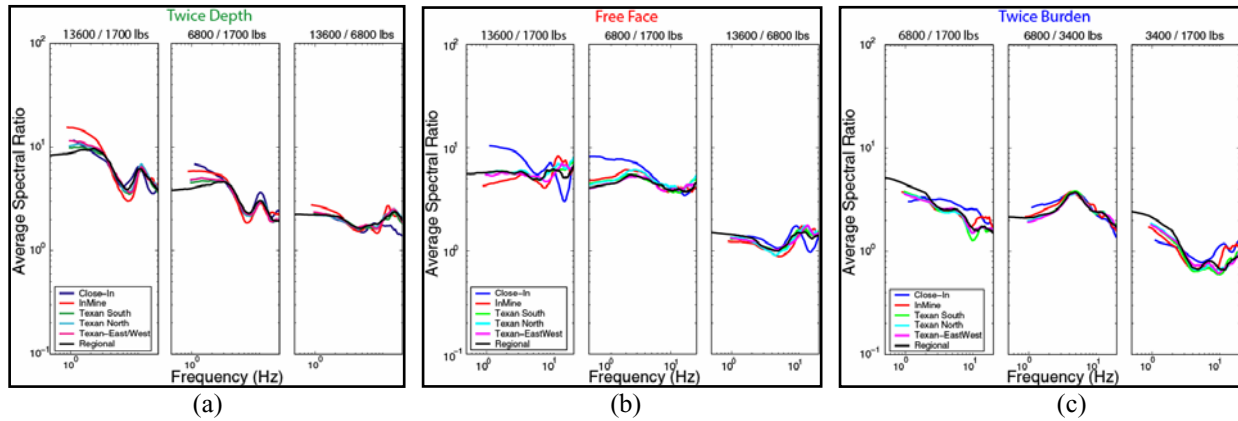 Twice Depth
13600 / 1700 lbs
6800 / 1700 lbs
13600 / 6800 lbs
Average Spectral Ratio
10²
10¹
10⁰
10⁻¹
Close-In
InMine
Texan South
Texan North
Texan-East/West
Regional
10⁰
10⁰
10⁰
Frequency (Hz)
(a)
Free Face
13600 / 1700 lbs
6800 / 1700 lbs
13600 / 6800 lbs
Average Spectral Ratio
10²
10¹
10⁰
10⁻¹
Close-In
InMine
Texan South
Texan North
Texan-EastWest
Regional
10⁰
10¹
10⁰
10¹
10⁰
10¹
Frequency (Hz)
(b)
Twice Burden
6800 / 1700 lbs
6800 / 3400 lbs
3400 / 1700 lbs
Average Spectral Ratio
10²
10¹
10⁰
10⁻¹
Close-In
InMine
Texan South
Texan North
Texan-EastWest
Regional
10⁰
10¹
10⁰
10¹
10⁰
10¹
Frequency (Hz)
(c)